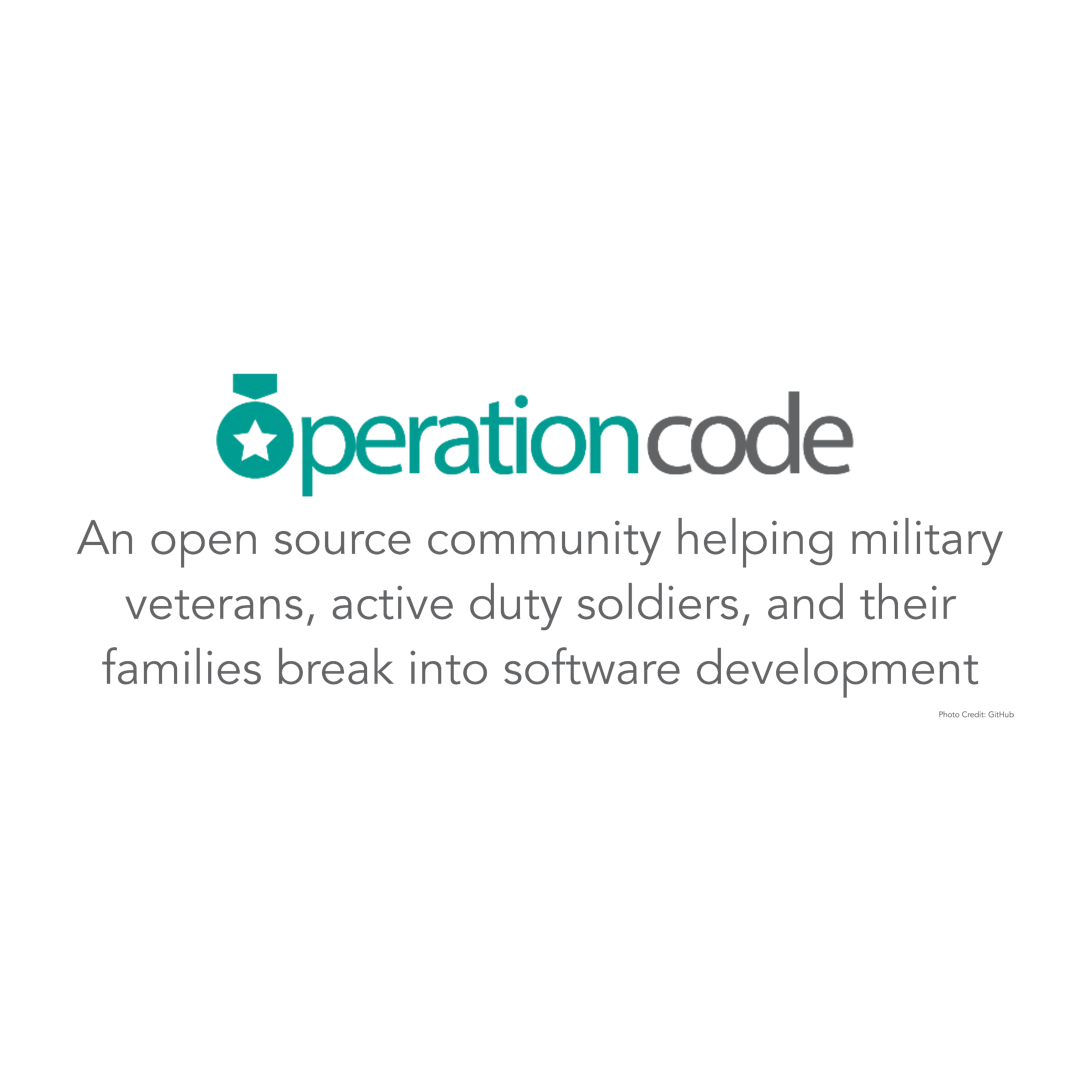 operationcode
An open source community helping military
veterans, active duty soldiers, and their
families break into software development
Photo Credit: GitHub